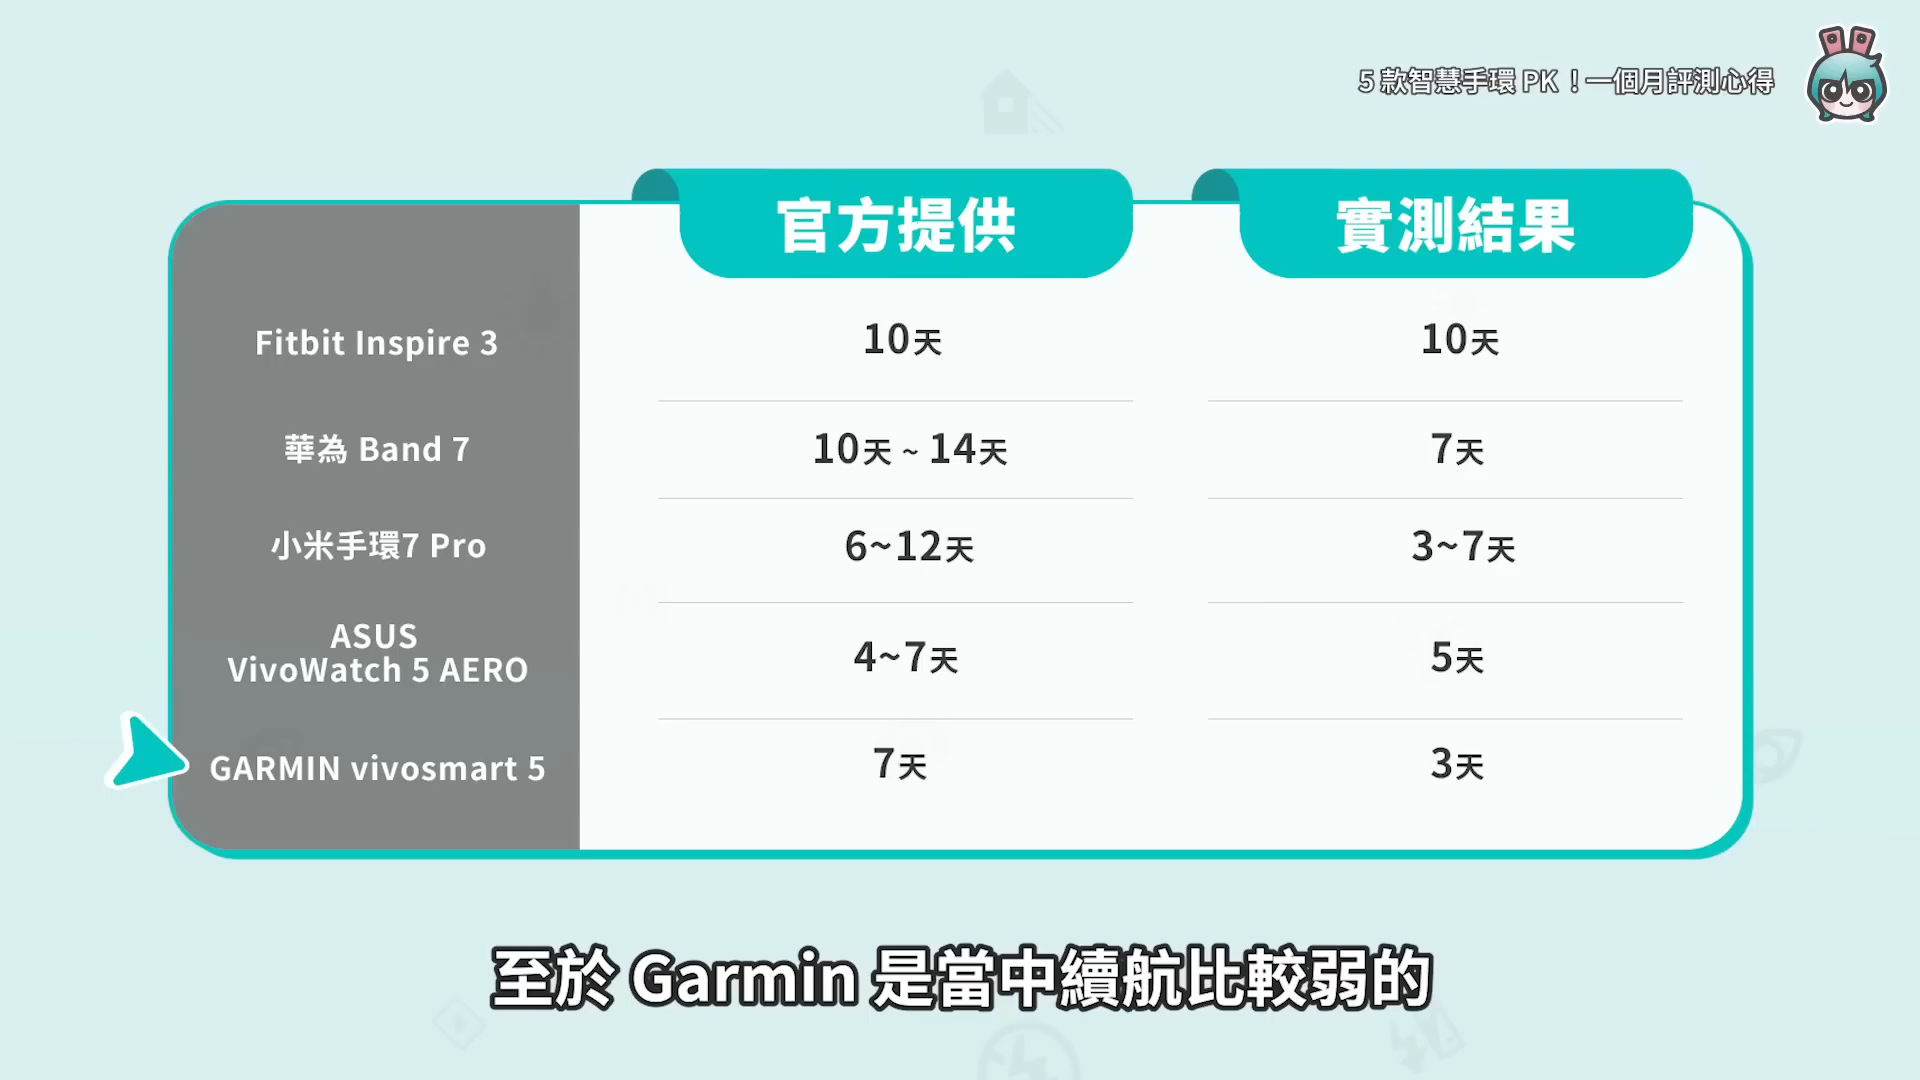 5 款智慧手環 PK！一個月評測心得
官方提供 實測結果
Fitbit Inspire 3 10天 10天
華為 Band 7 10天 ~ 14天 7天
小米手環7 Pro 6~12天 3~7天
ASUS
VivoWatch 5 AERO 4~7天 5天
GARMIN vivosmart 5 7天 3天
至於 Garmin 是當中續航比較弱的